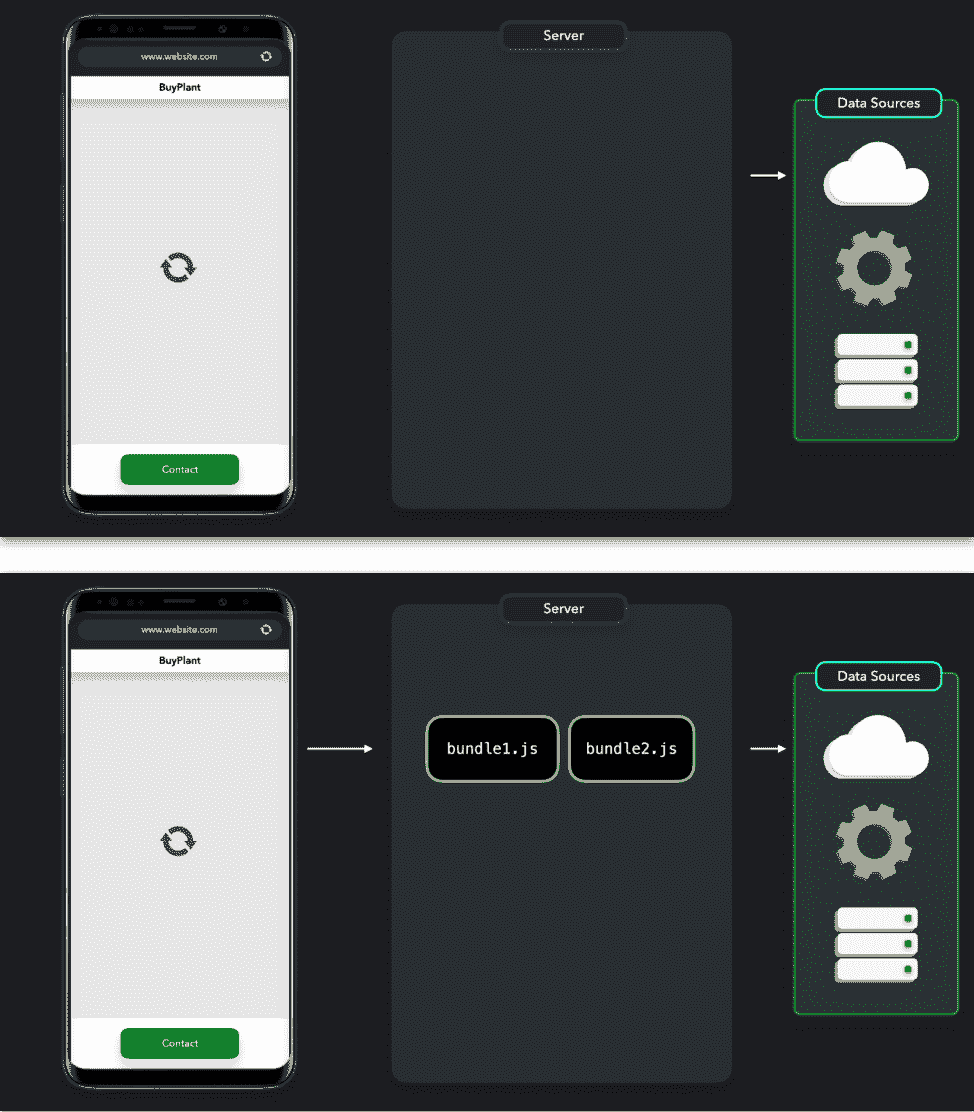 Server
www.website.com
BuyPlant
Data Sources
Contact
Server
www.website.com
BuyPlant
Data Sources
bundle1.js
bundle2.js
Contact